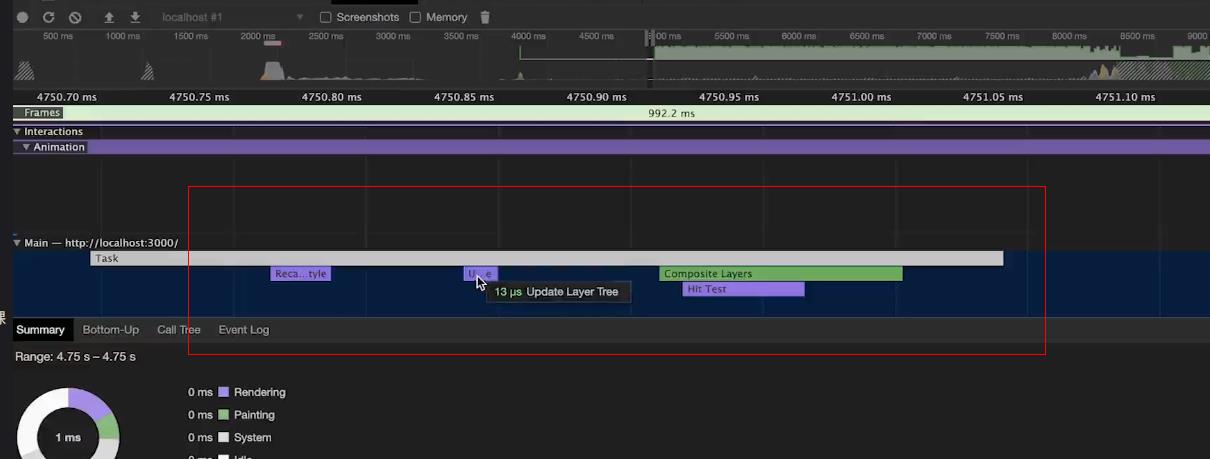 localhost #1 Screenshots Memory
500 ms 1000 ms 1500 ms 2000 ms 2500 ms 3000 ms 3500 ms 4000 ms 4500 ms 00 ms 5500 ms 6000 ms 6500 ms 7000 ms 7500 ms 8000 ms 8500 ms 9000
4750.70 ms 4750.75 ms 4750.80 ms 4750.85 ms 4750.90 ms 4750.95 ms 4751.00 ms 4751.05 ms 4751.10 ms
Frames 992.2 ms
Interactions
Animation
Main — http://localhost:3000/
Task
Reca...tyle U...e Composite Layers
13 μs Update Layer Tree Hit Test
Summary Bottom-Up Call Tree Event Log
Range: 4.75 s – 4.75 s
0 ms Rendering
0 ms Painting
1 ms 0 ms System
0 ms Idle